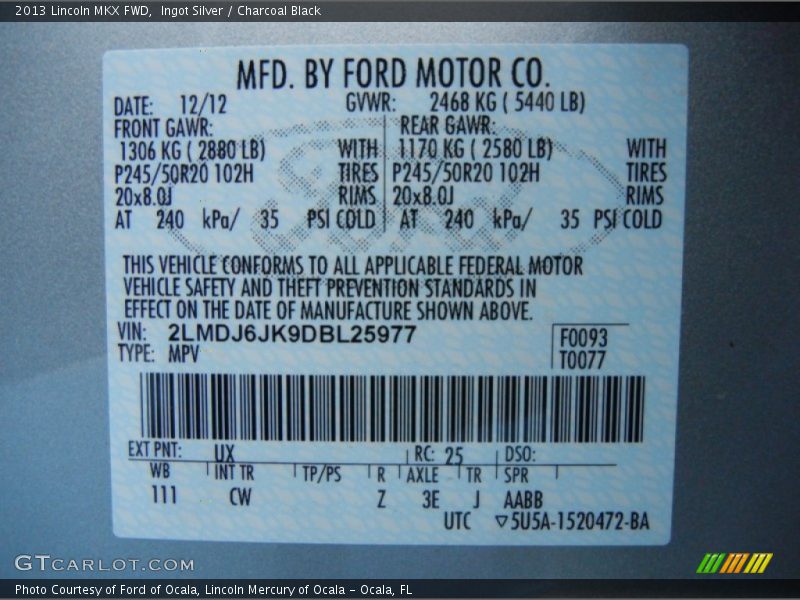 2013 Lincoln MKX FWD,  Ingot Silver / Charcoal Black
MFD. BY FORD MOTOR CO.
DATE: 12/12 GVWR: 2468 KG ( 5440 LB)
FRONT GAWR: REAR GAWR:
1306 KG ( 2880 LB) WITH 1170 KG ( 2580 LB) WITH
P245/50R20 102H TIRES P245/50R20 102H TIRES
20x8.0J RIMS 20x8.0J RIMS
AT 240 kPa/ 35 PSI COLD AT 240 kPa/ 35 PSI COLD
THIS VEHICLE CONFORMS TO ALL APPLICABLE FEDERAL MOTOR
VEHICLE SAFETY AND THEFT PREVENTION STANDARDS IN
EFFECT ON THE DATE OF MANUFACTURE SHOWN ABOVE.
VIN: 2LMDJ6JK9DBL25977 F0093
TYPE: MPV T0077
EXT PNT: UX RC: 25 DSO:
WB INT TR TP/PS R AXLE TR SPR
111 CW Z 3E J AABB
UTC ▽5U5A-1520472-BA
GTCARLOT.COM
Photo Courtesy of Ford of Ocala, Lincoln Mercury of Ocala – Ocala, FL